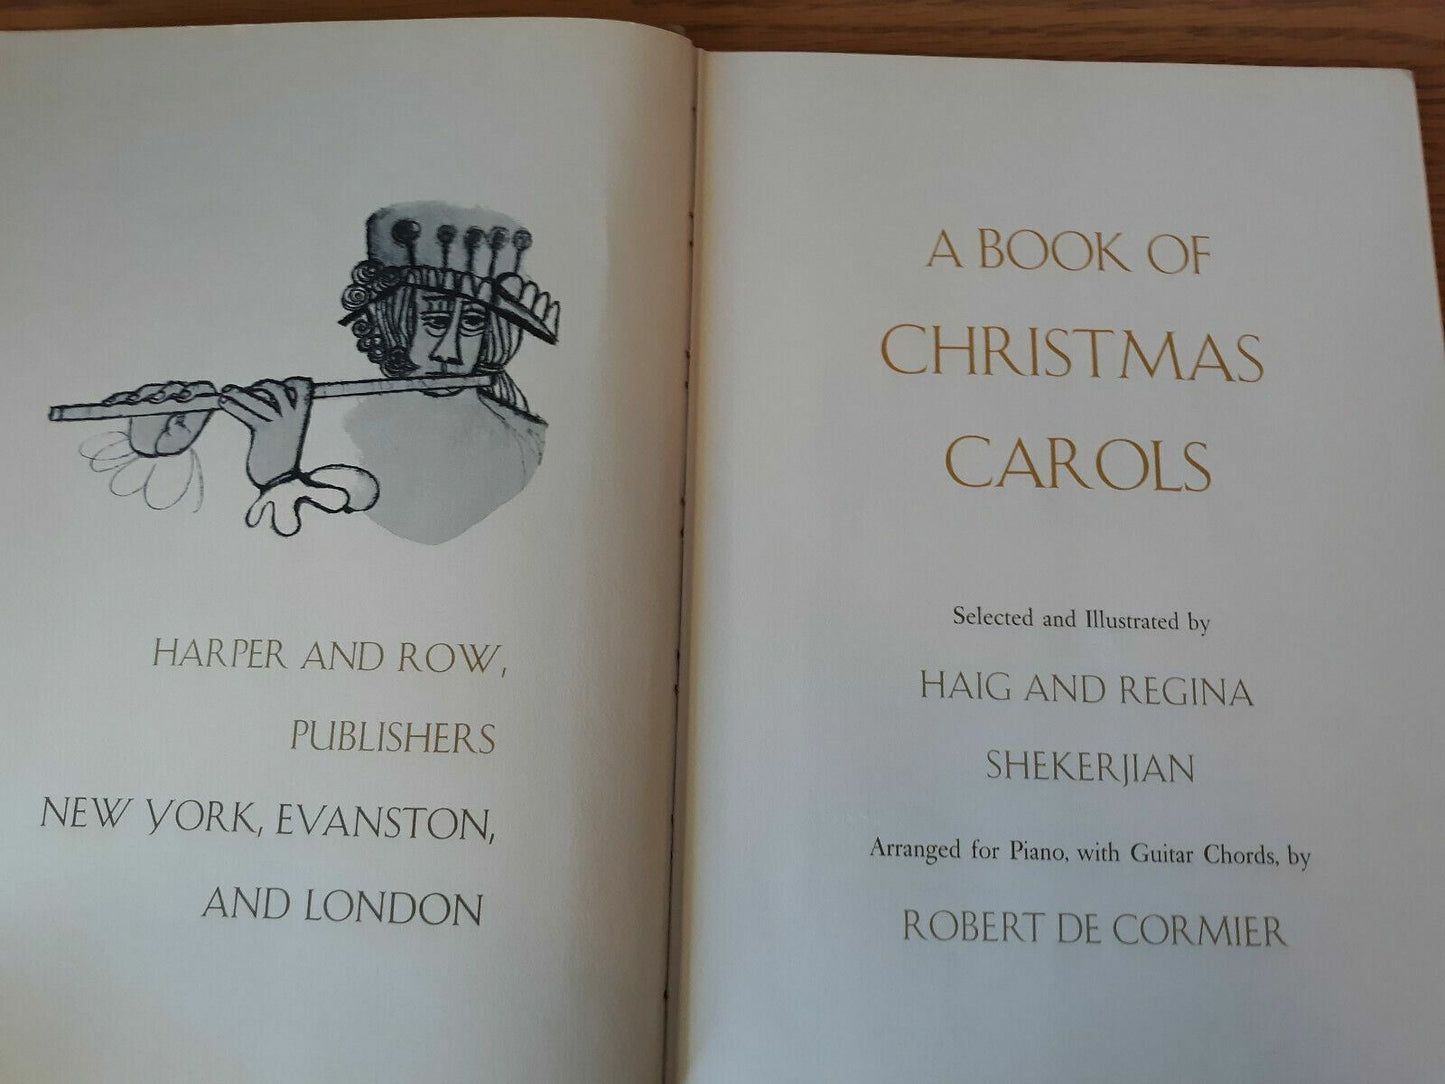 HARPER AND ROW,
PUBLISHERS
NEW YORK, EVANSTON,
AND LONDON
A BOOK OF
CHRISTMAS
CAROLS
Selected and Illustrated by
HAIG AND REGINA
SHEKERJIAN
Arranged for Piano, with Guitar Chords, by
ROBERT DE CORMIER